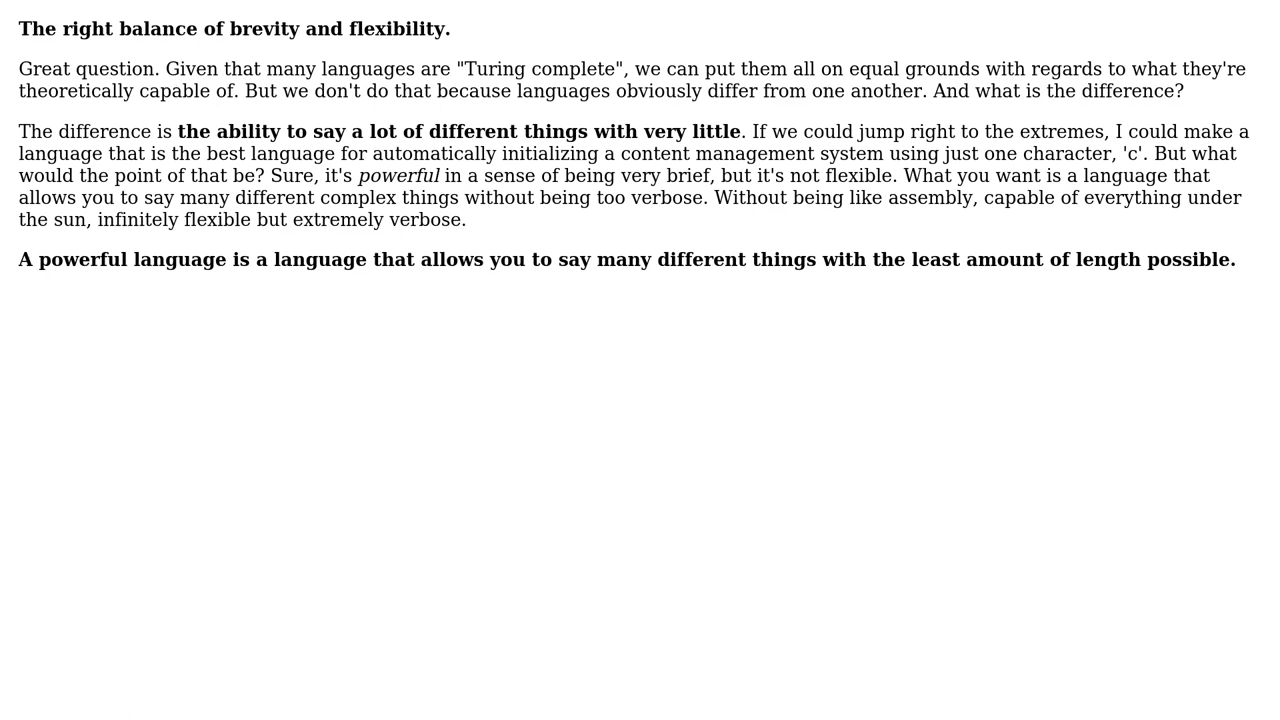 The right balance of brevity and flexibility.
Great question. Given that many languages are "Turing complete", we can put them all on equal grounds with regards to what they're
theoretically capable of. But we don't do that because languages obviously differ from one another. And what is the difference?
The difference is the ability to say a lot of different things with very little. If we could jump right to the extremes, I could make a
language that is the best language for automatically initializing a content management system using just one character, 'c'. But what
would the point of that be? Sure, it's powerful in a sense of being very brief, but it's not flexible. What you want is a language that
allows you to say many different complex things without being too verbose. Without being like assembly, capable of everything under
the sun, infinitely flexible but extremely verbose.
A powerful language is a language that allows you to say many different things with the least amount of length possible.